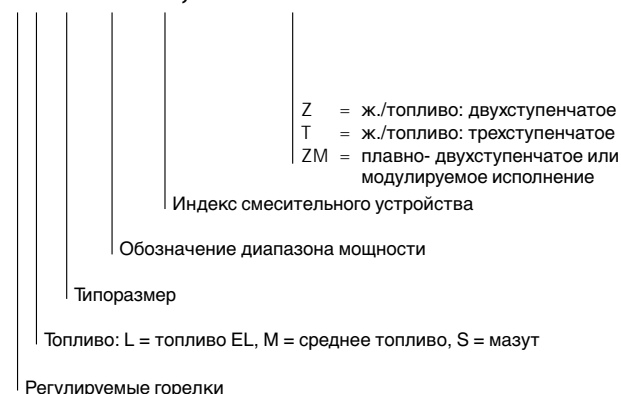 Z = ж./топливо: двухступенчатое
T = ж./топливо: трехступенчатое
ZM = плавно- двухступенчатое или
модулируемое исполнение
Индекс смесительного устройства
Обозначение диапазона мощности
Типоразмер
Топливо: L = топливо EL, M = среднее топливо, S = мазут
Регулируемые горелки